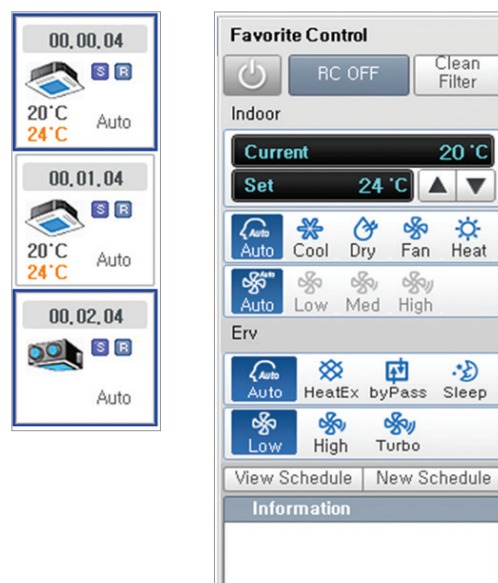 00.00.04
S R
20°C
24°C
Auto
00.01.04
S R
20°C
24°C
Auto
00.02.04
S R
Auto
Favorite Control
RC OFF
Clean
Filter
Indoor
Current 20 °C
Set 24 °C
Auto
Auto Cool Dry Fan Heat
Auto
Auto Low Med High
Erv
Auto
Auto HeatEx byPass Sleep
Low High Turbo
View Schedule New Schedule
Information